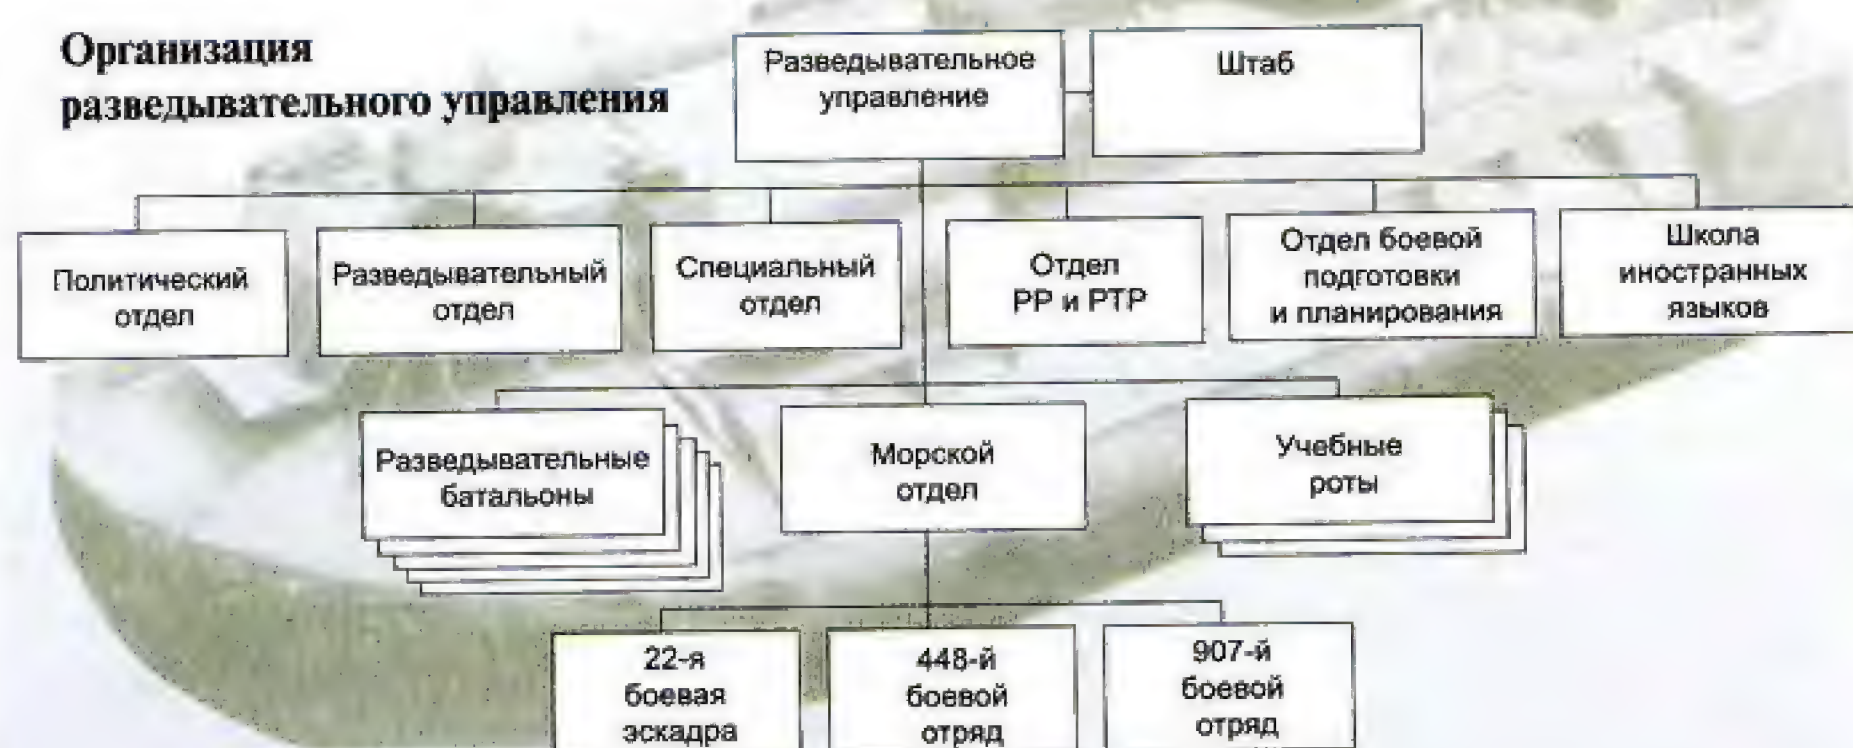 Организация
разведывательного управления
Разведывательное
управление
Штаб
Политический
отдел
Разведывательный
отдел
Специальный
отдел
Отдел
РР и РТР
Отдел боевой
подготовки
и планирования
Школа
иностранных
языков
Разведывательные
батальоны
Морской
отдел
Учебные
роты
22-я
боевая
эскадра
448-й
боевой
отряд
907-й
боевой
отряд